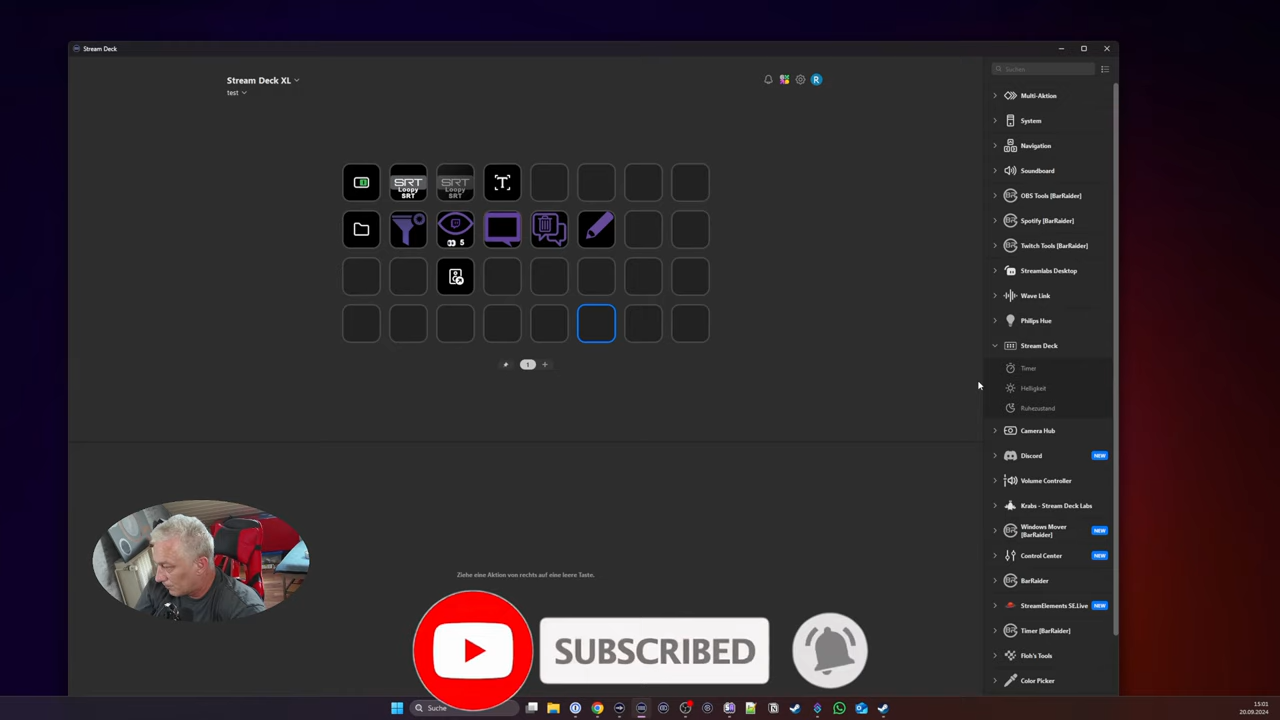 Stream Deck
Stream Deck XL
test
Suchen
Multi-Aktion
System
Navigation
Soundboard
OBS Tools [BarRaider]
Spotify [BarRaider]
Twitch Tools [BarRaider]
Streamlabs Desktop
Wave Link
Philips Hue
Stream Deck
Timer
Helligkeit
Ruhezustand
Camera Hub
Discord NEW
Volume Controller
Krabs - Stream Deck Labs
Windows Mover
[BarRaider] NEW
Control Center NEW
BarRaider
StreamElements SE.Live NEW
Timer [BarRaider]
Floh's Tools
Color Picker
R
SRT
Loopy
SRT
SRT
Loopy
SRT
T
5
1
Ziehe eine Aktion von rechts auf eine leere Taste.
SUBSCRIBED
Suche
15:01
20.09.2024